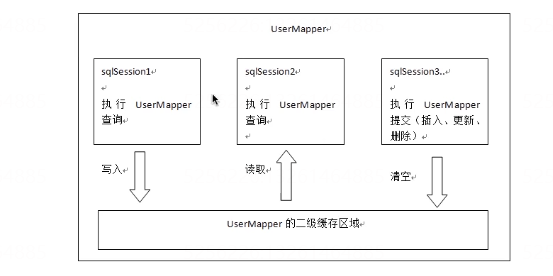 UserMapper
sqlSession1
执行 UserMapper
查询
sqlSession2
执行 UserMapper
查询
sqlSession3..
执行 UserMapper
提交（插入、更新、
删除）
写入
读取
清空
UserMapper 的二级缓存区域